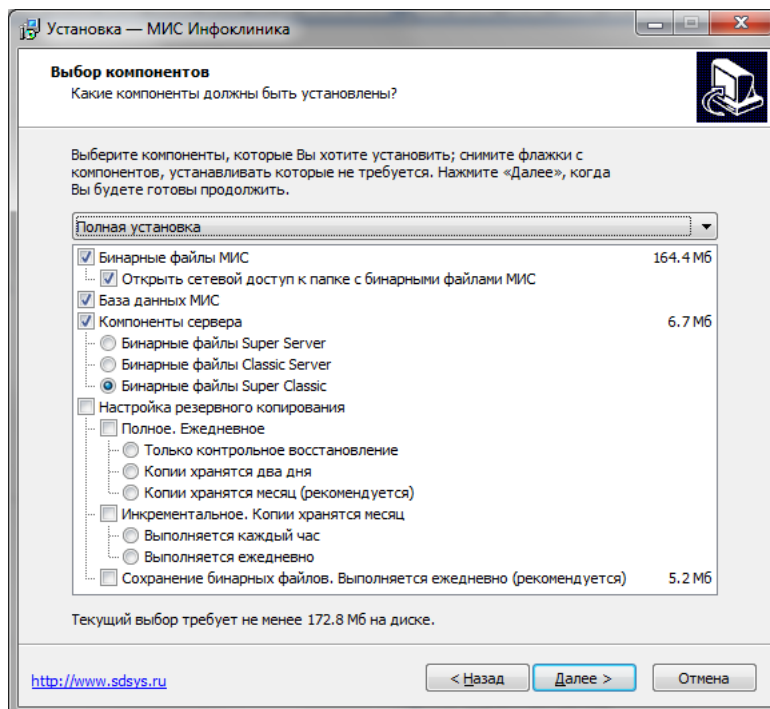 Установка — МИС Инфоклиника
Выбор компонентов
Какие компоненты должны быть установлены?
Выберите компоненты, которые Вы хотите установить; снимите флажки с
компонентов, устанавливать которые не требуется. Нажмите «Далее», когда
Вы будете готовы продолжить.
Полная установка
Бинарные файлы МИС 164.4 Мб
Открыть сетевой доступ к папке с бинарными файлами МИС
База данных МИС
Компоненты сервера 6.7 Мб
Бинарные файлы Super Server
Бинарные файлы Classic Server
Бинарные файлы Super Classic
Настройка резервного копирования
Полное. Ежедневное
Только контрольное восстановление
Копии хранятся два дня
Копии хранятся месяц (рекомендуется)
Инкрементальное. Копии хранятся месяц
Выполняется каждый час
Выполняется ежедневно
Сохранение бинарных файлов. Выполняется ежедневно (рекомендуется) 5.2 Мб
Текущий выбор требует не менее 172.8 Мб на диске.
http://www.sdsys.ru < Назад Далее > Отмена